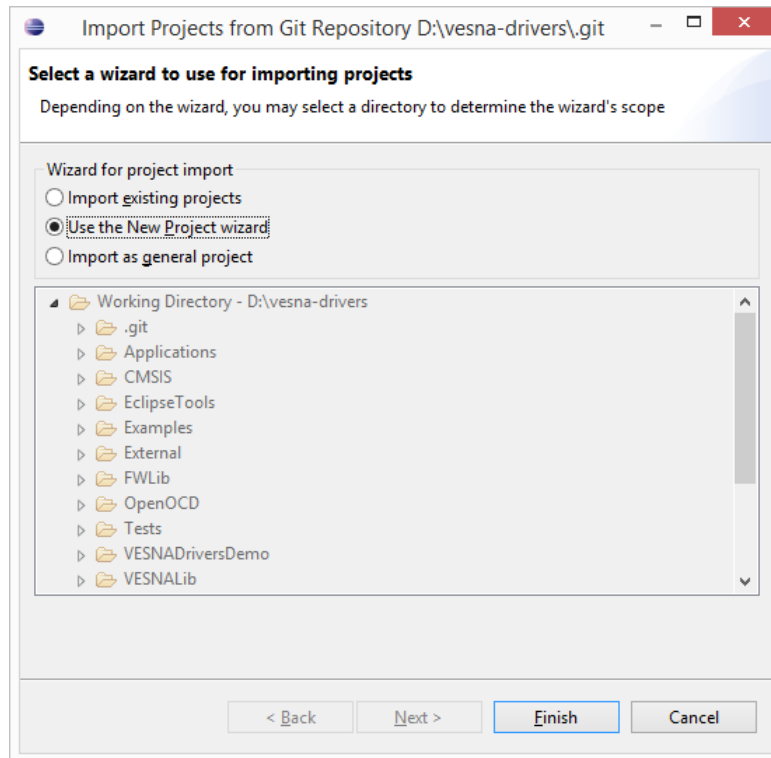 Import Projects from Git Repository D:\vesna-drivers\.git
Select a wizard to use for importing projects
Depending on the wizard, you may select a directory to determine the wizard's scope
Wizard for project import
Import existing projects
Use the New Project wizard
Import as general project
Working Directory - D:\vesna-drivers
.git
Applications
CMSIS
EclipseTools
Examples
External
FWLib
OpenOCD
Tests
VESNADriversDemo
VESNALib
< Back Next > Finish Cancel